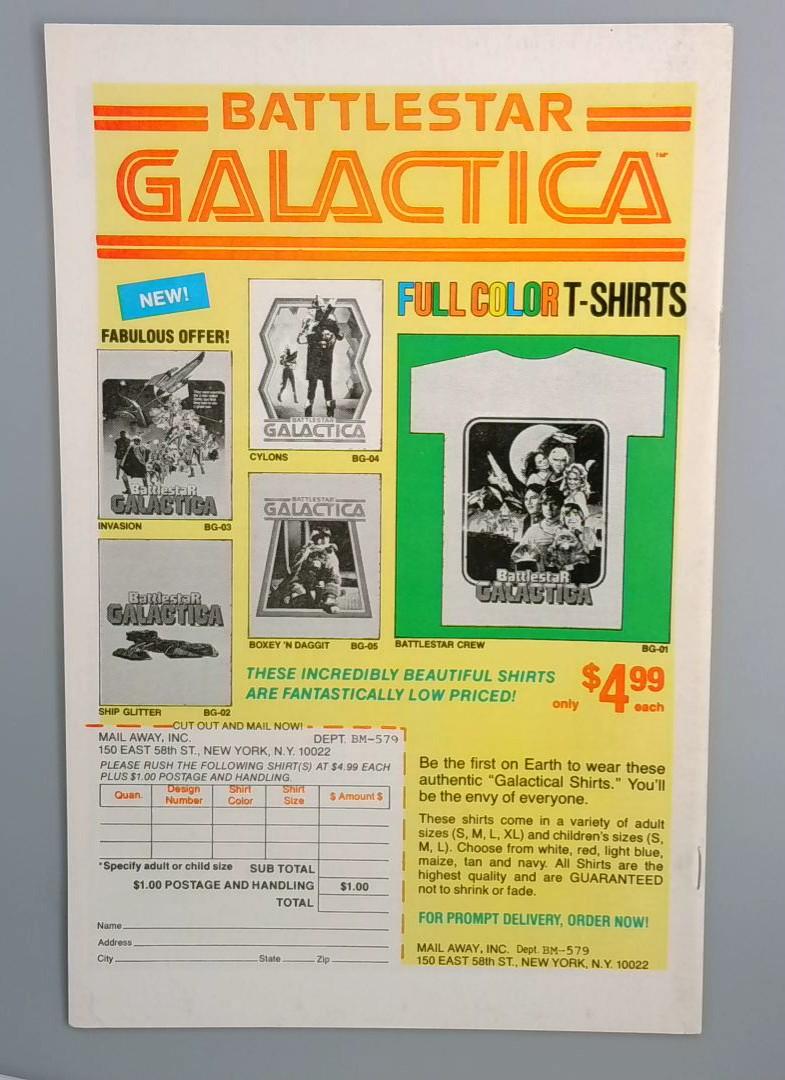 BATTLESTAR
GALACTICA™
NEW!
FABULOUS OFFER!
FULL COLOR T-SHIRTS
BATTLESTAR
GALACTICA
CYLONS BG-04
BattlestaR
GALACTICA
INVASION BG-03
BATTLESTAR
GALACTICA
BOXEY 'N DAGGIT BG-05
BattlestaR
GALACTICA
BATTLESTAR CREW BG-01
BattlestaR
GALACTICA
SHIP GLITTER BG-02
THESE INCREDIBLY BEAUTIFUL SHIRTS
ARE FANTASTICALLY LOW PRICED!
only $4.99 each
CUT OUT AND MAIL NOW!
MAIL AWAY, INC. DEPT. BM-579
150 EAST 58th ST., NEW YORK, N.Y. 10022
PLEASE RUSH THE FOLLOWING SHIRT(S) AT $4.99 EACH
PLUS $1.00 POSTAGE AND HANDLING.
Quan. Design Number Shirt Color Shirt Size $ Amount $
*Specify adult or child size SUB TOTAL
$1.00 POSTAGE AND HANDLING $1.00
TOTAL
Name
Address
City State Zip
Be the first on Earth to wear these
authentic "Galactical Shirts." You'll
be the envy of everyone.
These shirts come in a variety of adult
sizes (S, M, L, XL) and children's sizes (S,
M, L). Choose from white, red, light blue,
maize, tan and navy. All Shirts are the
highest quality and are GUARANTEED
not to shrink or fade.
FOR PROMPT DELIVERY, ORDER NOW!
MAIL AWAY, INC. Dept. BM-579
150 EAST 58th ST., NEW YORK, N.Y. 10022